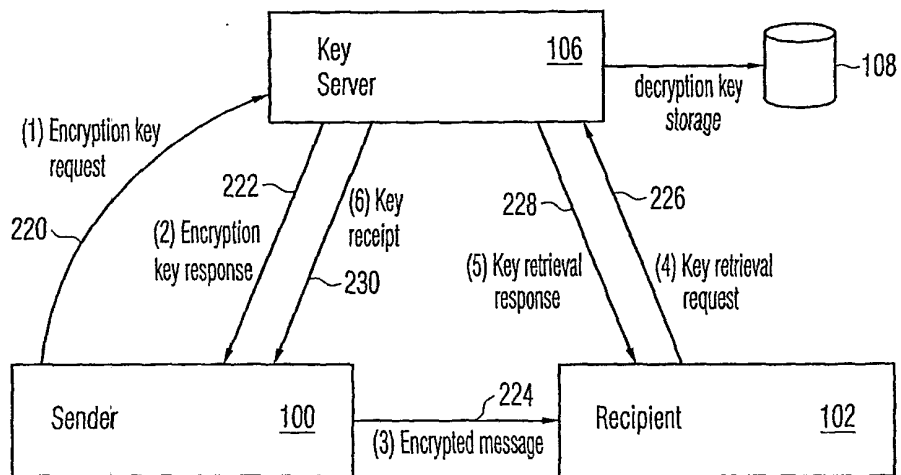 Key
Server
106
decryption key
storage
108
(1) Encryption key
request
220
222
(2) Encryption
key response
(6) Key
receipt
230
228
(5) Key retrieval
response
226
(4) Key retrieval
request
Sender
100
224
(3) Encrypted message
Recipient
102